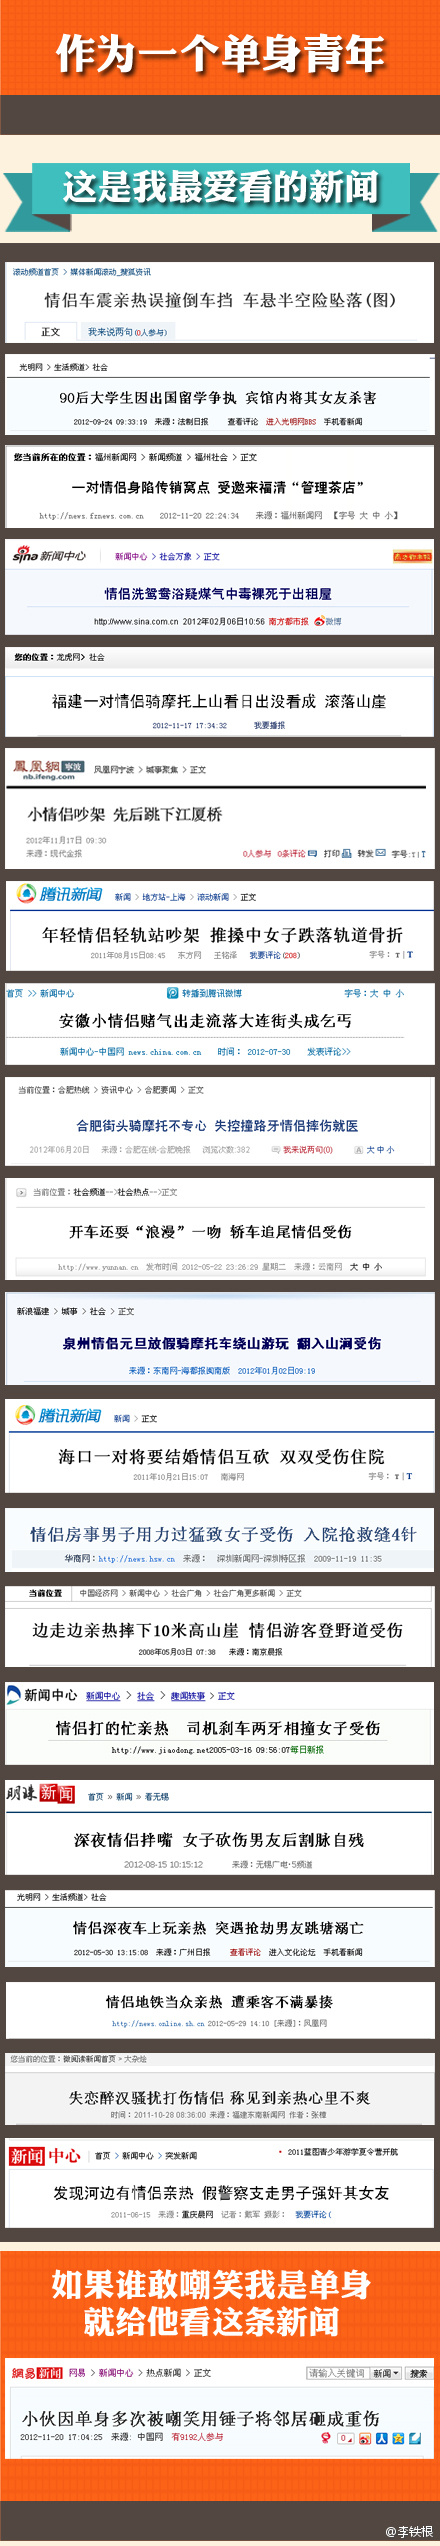 作为一个单身青年
这是我最爱看的新闻
滚动频道首页 > 媒体新闻滚动_搜狐资讯
情侣车震亲热误撞倒车挡 车悬半空险坠落(图)
正文 我来说两句(0人参与)
光明网 > 生活频道> 社会
90后大学生因出国留学争执 宾馆内将其女友杀害
2012-09-24 09:33:19 来源：法制日报 查看评论 进入光明网BBS 手机看新闻
您当前所在的位置：福州新闻网 > 新闻频道 > 福州社会 > 正文
一对情侣身陷传销窝点 受邀来福清“管理茶店”
http://news.fznews.com.cn 2012-11-20 22:24:34 来源：福州新闻网 【字号 大 中 小】
sina 新闻中心 新闻中心 > 社会万象 > 正文
情侣洗鸳鸯浴疑煤气中毒裸死于出租屋
http://www.sina.com.cn 2012年02月06日10:56 南方都市报 微博
您的位置：龙虎网> 社会
福建一对情侣骑摩托上山看日出没看成 滚落山崖
2012-11-17 17:34:32 我要播报
鳳凰網 宁波 nb.ifeng.com 凤凰网宁波 > 城事聚焦 > 正文
小情侣吵架 先后跳下江厦桥
2012年11月17日 09:30
来源：现代金报 0人参与 0条评论 打印 转发 字号:T|T
腾讯新闻 新闻 > 地方站-上海 > 滚动新闻 > 正文
年轻情侣轻轨站吵架 推搡中女子跌落轨道骨折
2011年08月15日08:45 东方网 王铭泽 我要评论(208) 字号： T | T
首页 >> 新闻中心 转播到腾讯微博 字号：大 中 小
安徽小情侣赌气出走流落大连街头成乞丐
新闻中心-中国网 news.china.com.cn 时间： 2012-07-30 发表评论>>
当前位置：合肥热线 > 资讯中心 > 合肥要闻 > 正文
合肥街头骑摩托不专心 失控撞路牙情侣摔伤就医
2012年06月20日 来源：合肥在线-合肥晚报 浏览次数:382 我来说两句(0) 大 中 小
当前位置：社会频道-->社会热点-->正文
开车还要“浪漫”一吻 轿车追尾情侣受伤
http://www.yunnan.cn 发布时间 2012-05-22 23:26:29 星期二 来源：云南网 大 中 小
新浪福建 > 城事 > 社会 > 正文
泉州情侣元旦放假骑摩托车绕山游玩 翻入山涧受伤
来源：东南网-海都报闽南版 2012年01月02日09:19
腾讯新闻 新闻 > 正文
海口一对将要结婚情侣互砍 双双受伤住院
2011年10月21日15:07 南海网 字号： T | T
情侣房事男子用力过猛致女子受伤 入院抢救缝4针
华商网：http://news.hsw.cn 来源： 深圳新闻网-深圳特区报 2009-11-19 11:35
当前位置 中国经济网 > 新闻中心 > 社会广角 > 社会广角更多新闻 > 正文
边走边亲热摔下10米高山崖 情侣游客登野道受伤
2008年05月03日 07:38 来源：南京晨报
新闻中心 新闻中心 > 社会 > 趣闻轶事 > 正文
情侣打的忙亲热 司机刹车两牙相撞女子受伤
http://www.jiaodong.net2005-03-16 09:56:07每日新报
明珠新闻 首页 » 新闻 » 看无锡
深夜情侣拌嘴 女子砍伤男友后割脉自残
2012-08-15 10:15:12 来源：无锡广电·5频道
光明网 > 生活频道> 社会
情侣深夜车上玩亲热 突遇抢劫男友跳塘溺亡
2012-05-30 13:15:08 来源：广州日报 查看评论 进入文化论坛 手机看新闻
情侣地铁当众亲热 遭乘客不满暴揍
http://news.online.sh.cn 2012-05-29 14:10 [来源]：凤凰网
您当前的位置：微阅读新闻首页 > 大杂烩
失恋醉汉骚扰打伤情侣 称见到亲热心里不爽
时间：2011-10-28 08:36:00 来源：福建东南新闻网 作者：张樟
新闻中心 首页 > 新闻中心 > 突发新闻 • 2011蓝图青少年游学夏令营开航
发现河边有情侣亲热 假警察支走男子强奸其女友
2011-06-15 来源：重庆晨网 记者：戴军 摄影： 我要评论(
如果谁敢嘲笑我是单身
就给他看这条新闻
網易新闻 网易 > 新闻中心 > 热点新闻 > 正文 请输入关键词 新闻 搜索
小伙因单身多次被嘲笑用锤子将邻居砸成重伤
2012-11-20 17:04:25 来源: 中国网 有9192人参与 0
@李铁根